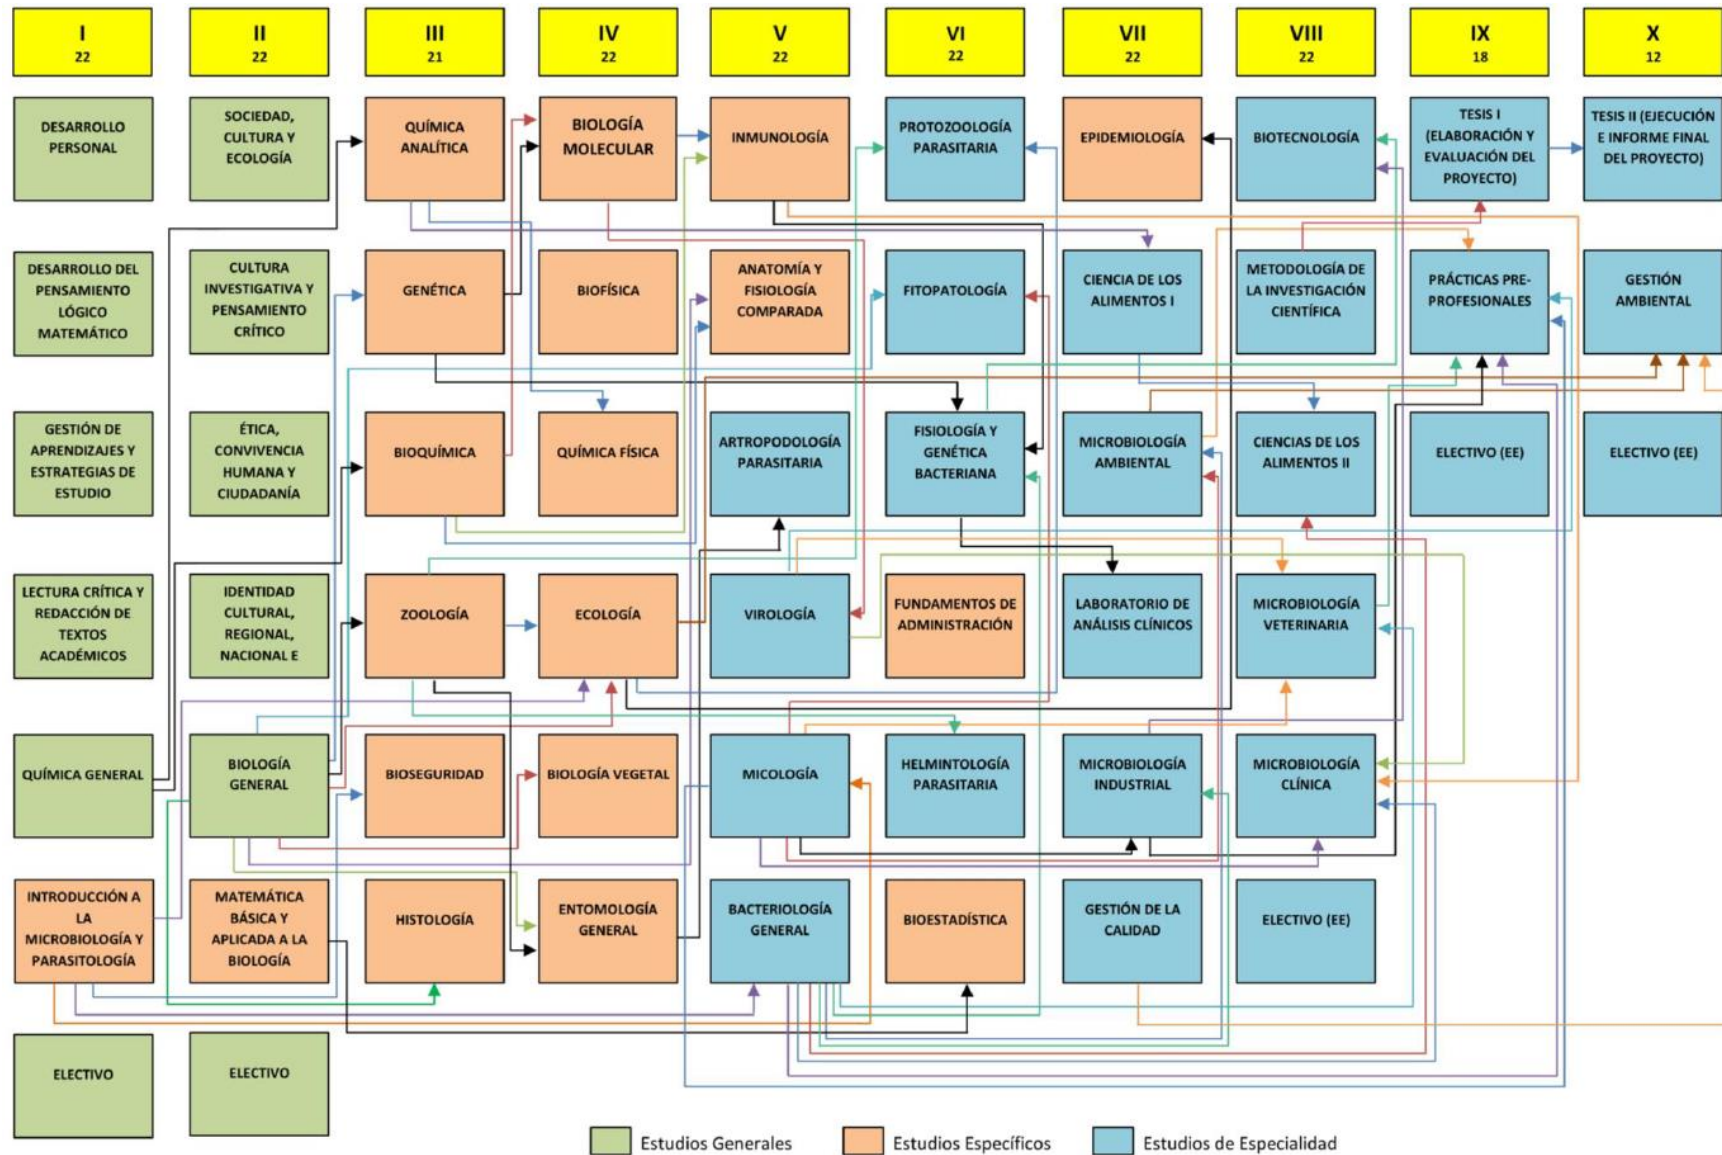 I
22
II
22
III
21
IV
22
V
22
VI
22
VII
22
VIII
22
IX
18
X
12
DESARROLLO
PERSONAL
SOCIEDAD,
CULTURA Y
ECOLOGÍA
QUÍMICA
ANALÍTICA
BIOLOGÍA
MOLECULAR
INMUNOLOGÍA
PROTOZOOLOGÍA
PARASITARIA
EPIDEMIOLOGÍA
BIOTECNOLOGÍA
TESIS I
(ELABORACIÓN Y
EVALUACIÓN DEL
PROYECTO)
TESIS II (EJECUCIÓN
E INFORME FINAL
DEL PROYECTO)
DESARROLLO DEL
PENSAMIENTO
LÓGICO
MATEMÁTICO
CULTURA
INVESTIGATIVA Y
PENSAMIENTO
CRÍTICO
GENÉTICA
BIOFÍSICA
ANATOMÍA Y
FISIOLOGÍA
COMPARADA
FITOPATOLOGÍA
CIENCIA DE LOS
ALIMENTOS I
METODOLOGÍA DE
LA INVESTIGACIÓN
CIENTÍFICA
PRÁCTICAS PRE-
PROFESIONALES
GESTIÓN
AMBIENTAL
GESTIÓN DE
APRENDIZAJES Y
ESTRATEGIAS DE
ESTUDIO
ÉTICA,
CONVIVENCIA
HUMANA Y
CIUDADANÍA
BIOQUÍMICA
QUÍMICA FÍSICA
ARTROPODOLOGÍA
PARASITARIA
FISIOLOGÍA Y
GENÉTICA
BACTERIANA
MICROBIOLOGÍA
AMBIENTAL
CIENCIAS DE LOS
ALIMENTOS II
ELECTIVO (EE)
ELECTIVO (EE)
LECTURA CRÍTICA Y
REDACCIÓN DE
TEXTOS
ACADÉMICOS
IDENTIDAD
CULTURAL,
REGIONAL,
NACIONAL E
ZOOLOGÍA
ECOLOGÍA
VIROLOGÍA
FUNDAMENTOS DE
ADMINISTRACIÓN
LABORATORIO DE
ANÁLISIS CLÍNICOS
MICROBIOLOGÍA
VETERINARIA
QUÍMICA GENERAL
BIOLOGÍA
GENERAL
BIOSEGURIDAD
BIOLOGÍA VEGETAL
MICOLOGÍA
HELMINTOLOGÍA
PARASITARIA
MICROBIOLOGÍA
INDUSTRIAL
MICROBIOLOGÍA
CLÍNICA
INTRODUCCIÓN A
LA
MICROBIOLOGÍA Y
PARASITOLOGÍA
MATEMÁTICA
BÁSICA Y
APLICADA A LA
BIOLOGÍA
HISTOLOGÍA
ENTOMOLOGÍA
GENERAL
BACTERIOLOGÍA
GENERAL
BIOESTADÍSTICA
GESTIÓN DE LA
CALIDAD
ELECTIVO (EE)
ELECTIVO
ELECTIVO
Estudios Generales
Estudios Específicos
Estudios de Especialidad